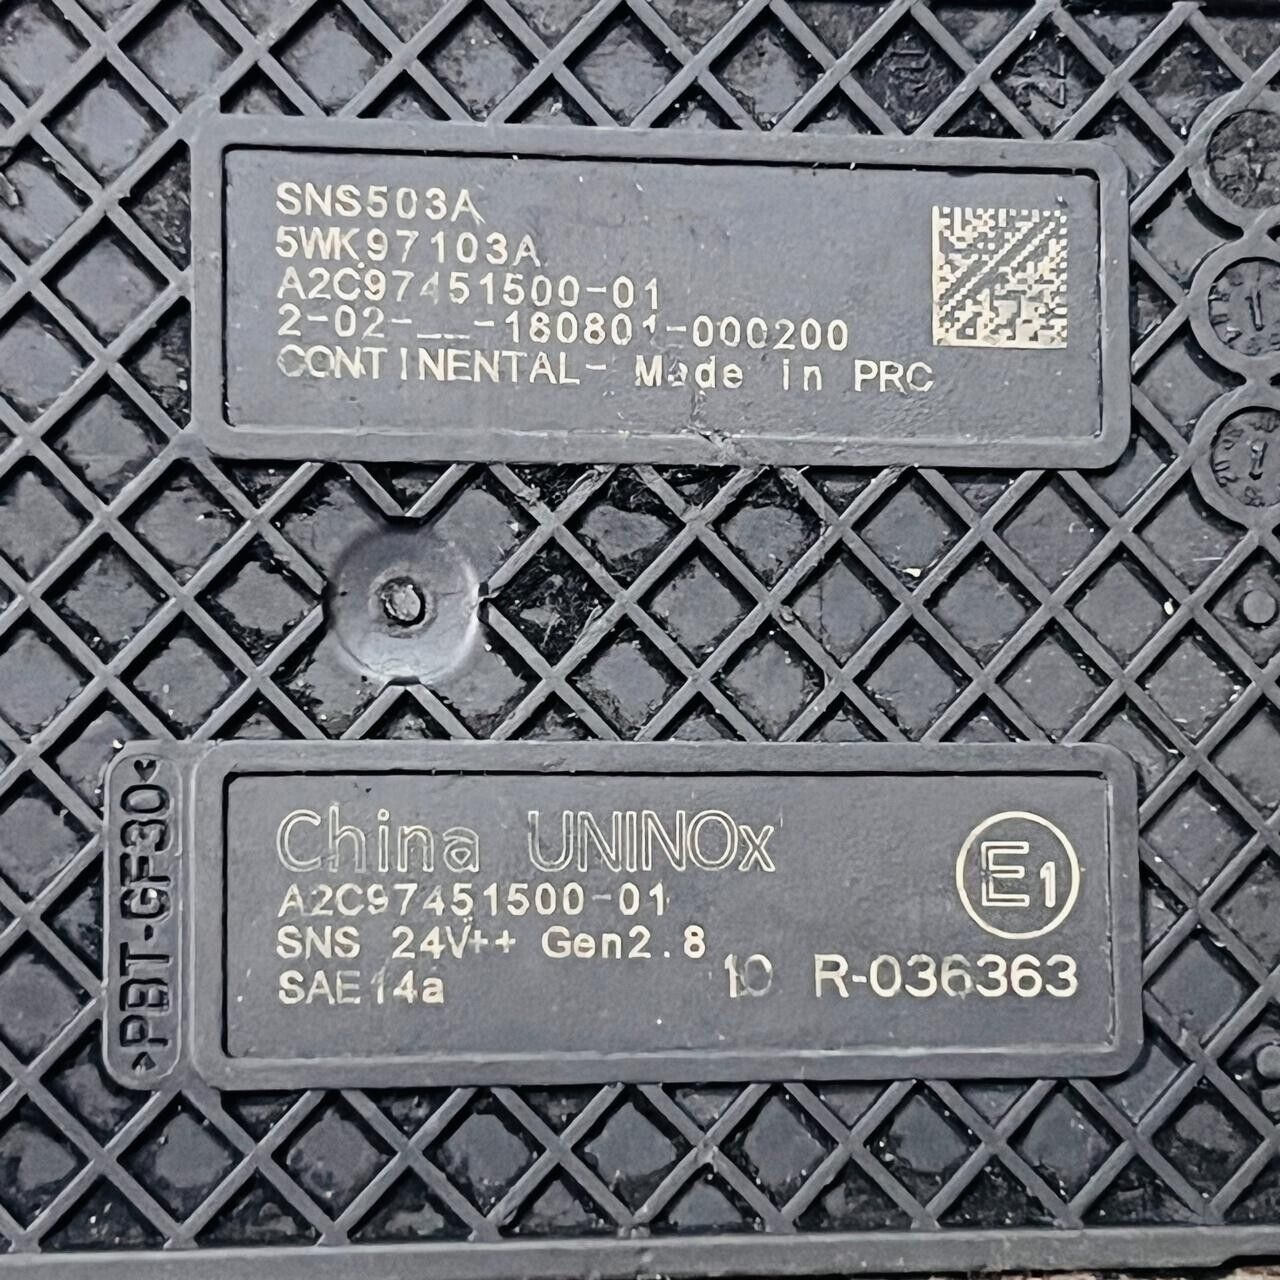 SNS503A
5WK97103A
A2C97451500-01
2-02-__-160801-000200
CONTINENTAL- Made in PRC
>PBT-GF30<
China UNINOx
A2C97451500-01
SNS 24V++ Gen2.8
SAE14a
E1
10 R-036363